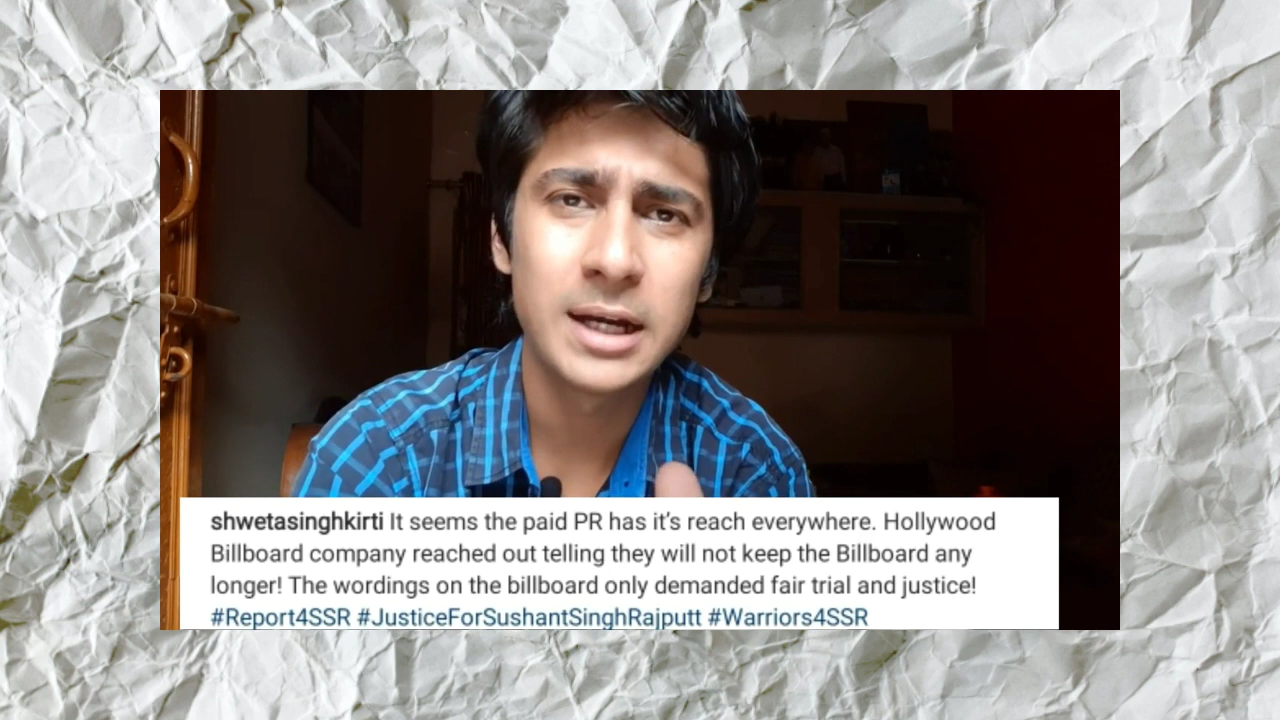 shwetasinghkirti It seems the paid PR has it's reach everywhere. Hollywood
Billboard company reached out telling they will not keep the Billboard any
longer! The wordings on the billboard only demanded fair trial and justice!
#Report4SSR #JusticeForSushantSinghRajputt #Warriors4SSR